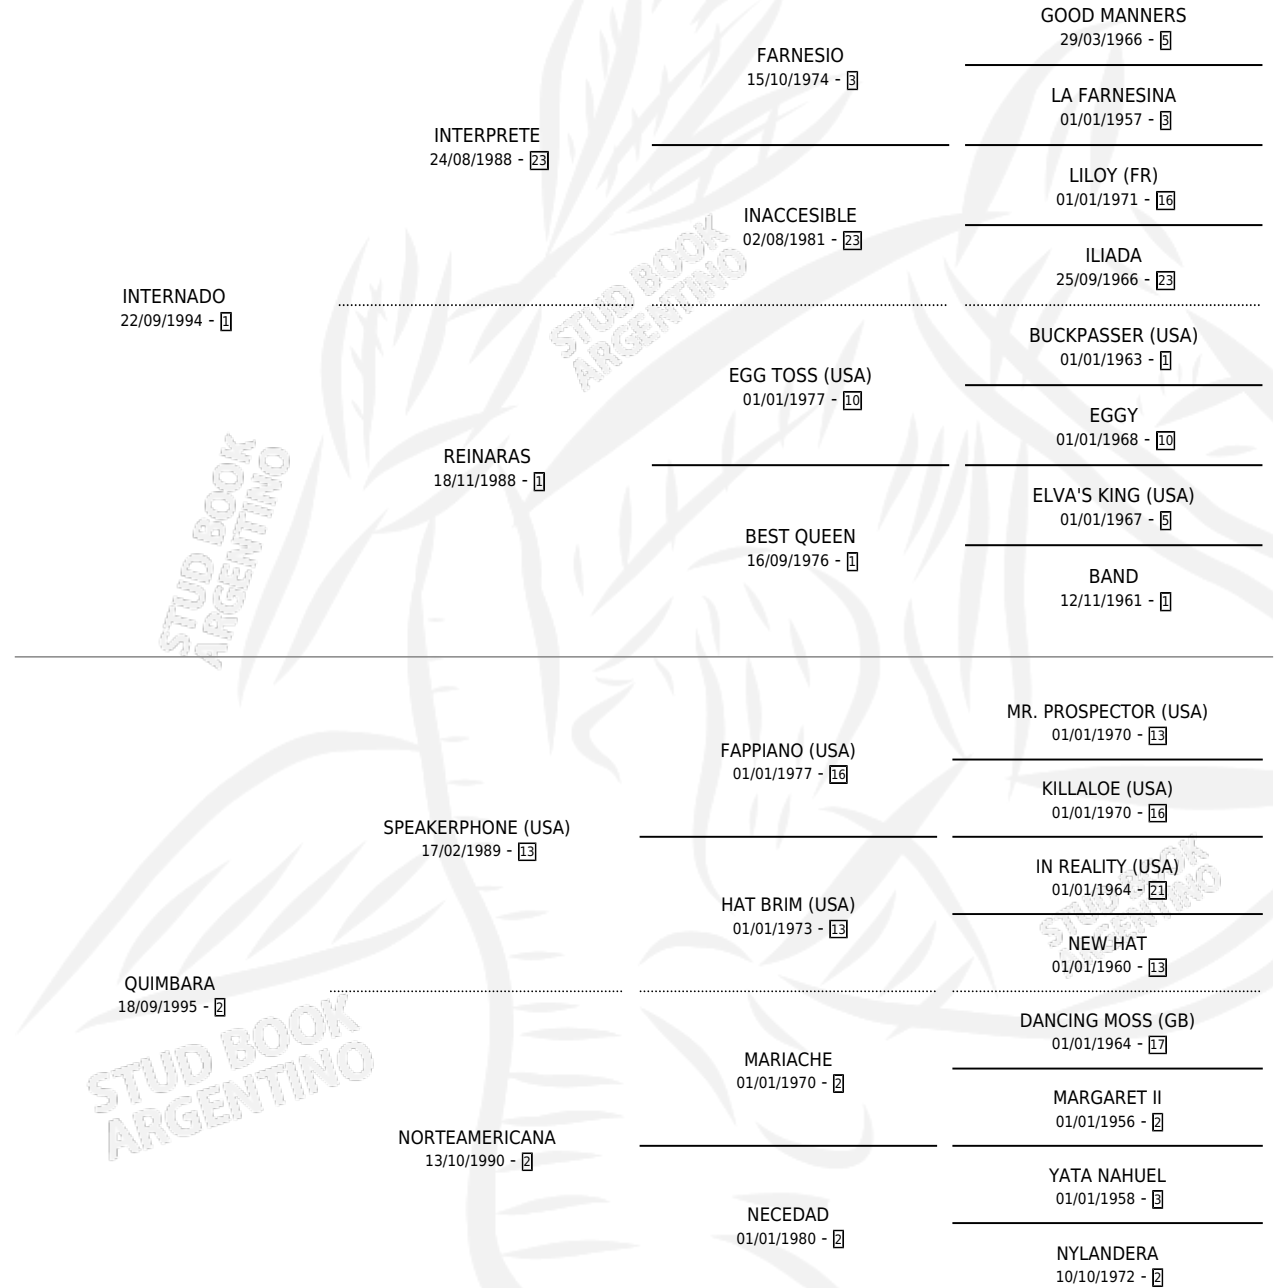 GOOD MANNERS
29/03/1966 - 5
FARNESIO
15/10/1974 - 3
LA FARNESINA
01/01/1957 - 3
INTERPRETE
24/08/1988 - 23
LILOY (FR)
01/01/1971 - 16
INACCESIBLE
02/08/1981 - 23
ILIADA
25/09/1966 - 23
INTERNADO
22/09/1994 - 1
STUD BOOK
ARGENTINO
BUCKPASSER (USA)
01/01/1963 - 1
EGG TOSS (USA)
01/01/1977 - 10
EGGY
01/01/1968 - 10
REINARAS
18/11/1988 - 1
ELVA'S KING (USA)
01/01/1967 - 5
BEST QUEEN
16/09/1976 - 1
BAND
12/11/1961 - 1
STUD BOOK
ARGENTINO
MR. PROSPECTOR (USA)
01/01/1970 - 13
FAPPIANO (USA)
01/01/1977 - 16
KILLALOE (USA)
01/01/1970 - 16
SPEAKERPHONE (USA)
17/02/1989 - 13
IN REALITY (USA)
01/01/1964 - 21
HAT BRIM (USA)
01/01/1973 - 13
NEW HAT
01/01/1960 - 13
STUD BOOK
ARGENTINO
QUIMBARA
18/09/1995 - 2
DANCING MOSS (GB)
01/01/1964 - 17
MARIACHE
01/01/1970 - 2
MARGARET II
01/01/1956 - 2
STUD BOOK
ARGENTINO
NORTEAMERICANA
13/10/1990 - 2
YATA NAHUEL
01/01/1958 - 3
NECEDAD
01/01/1980 - 2
NYLANDERA
10/10/1972 - 2